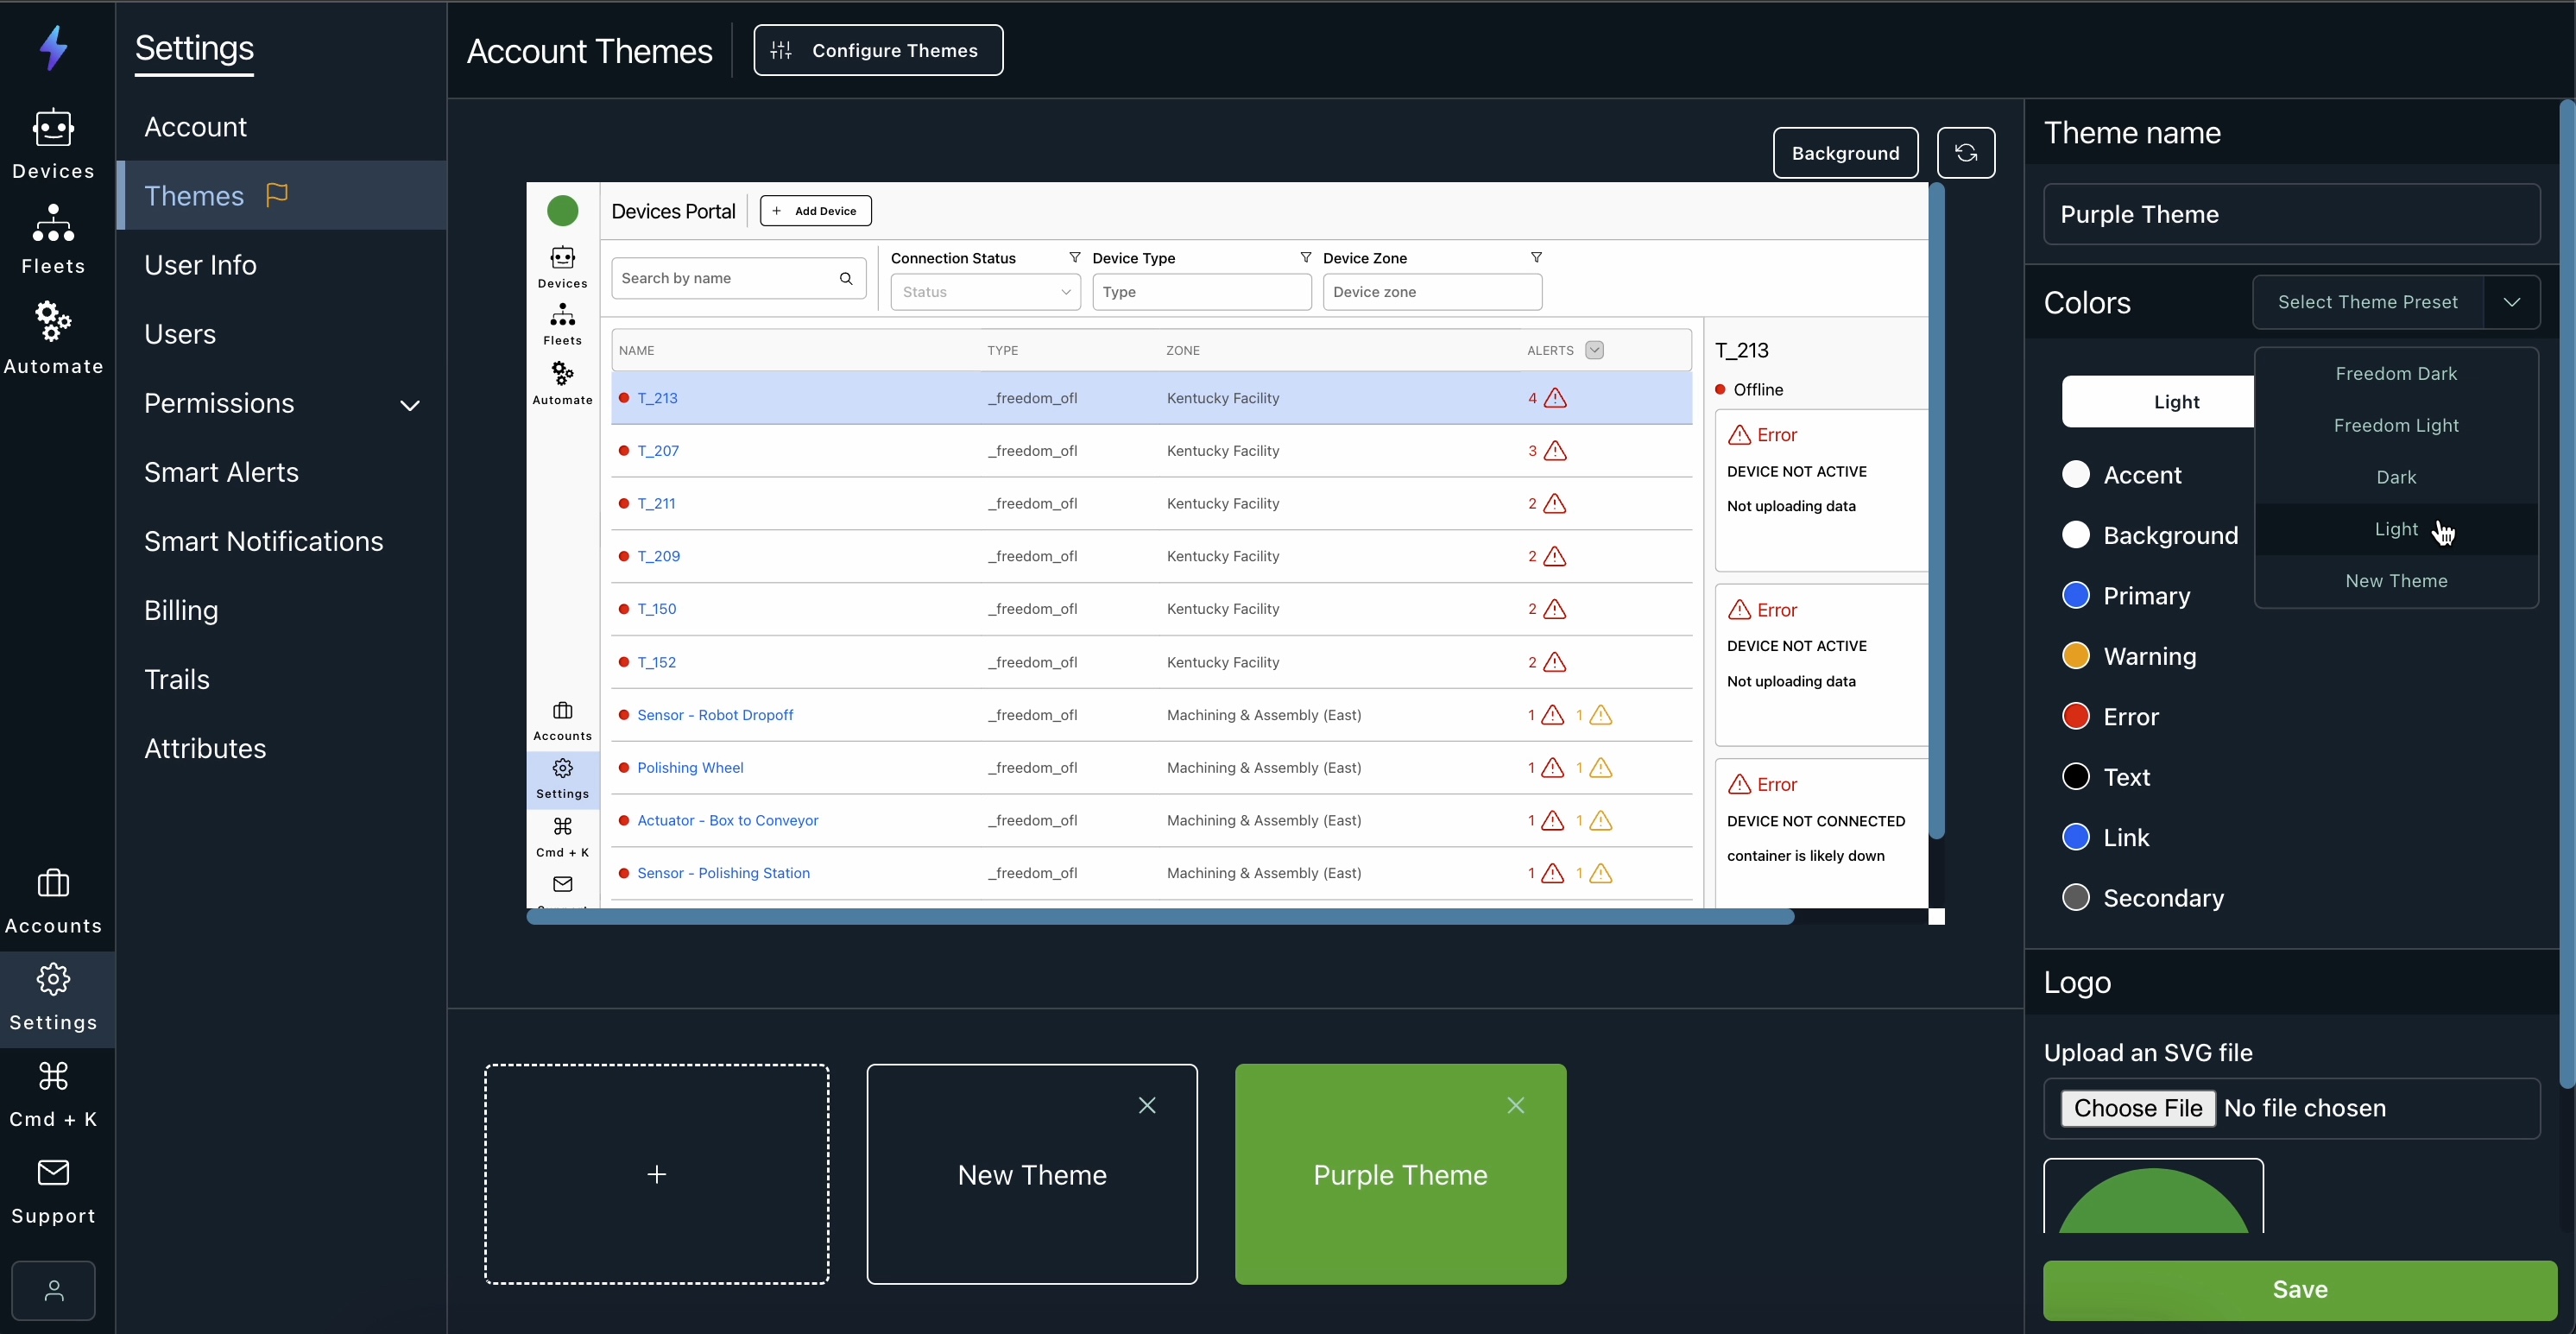 Settings
Account Themes
Configure Themes
Devices
Fleets
Automate
Accounts
Settings
Cmd + K
Support
Account
Themes
User Info
Users
Permissions
Smart Alerts
Smart Notifications
Billing
Trails
Attributes
Background
Devices Portal
+ Add Device
Devices
Fleets
Automate
Accounts
Settings
Cmd + K
Search by name
Connection Status
Status
Device Type
Type
Device Zone
Device zone
NAME TYPE ZONE ALERTS
T_213 _freedom_ofl Kentucky Facility 4
T_207 _freedom_ofl Kentucky Facility 3
T_211 _freedom_ofl Kentucky Facility 2
T_209 _freedom_ofl Kentucky Facility 2
T_150 _freedom_ofl Kentucky Facility 2
T_152 _freedom_ofl Kentucky Facility 2
Sensor - Robot Dropoff _freedom_ofl Machining & Assembly (East) 1 1
Polishing Wheel _freedom_ofl Machining & Assembly (East) 1 1
Actuator - Box to Conveyor _freedom_ofl Machining & Assembly (East) 1 1
Sensor - Polishing Station _freedom_ofl Machining & Assembly (East) 1 1
T_213
Offline
Error
DEVICE NOT ACTIVE
Not uploading data
Error
DEVICE NOT ACTIVE
Not uploading data
Error
DEVICE NOT CONNECTED
container is likely down
+
New Theme
Purple Theme
Theme name
Purple Theme
Colors
Select Theme Preset
Freedom Dark
Freedom Light
Dark
Light
New Theme
Light
Accent
Background
Primary
Warning
Error
Text
Link
Secondary
Logo
Upload an SVG file
Choose File No file chosen
Save